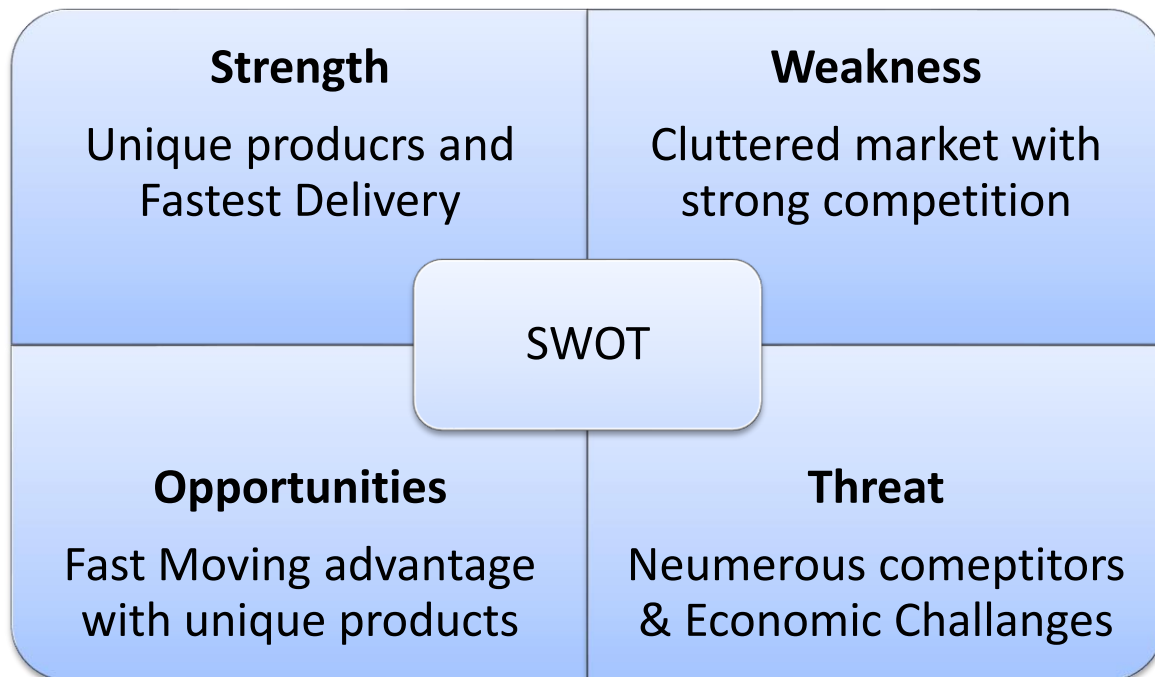 Strength
Unique producrs and
Fastest Delivery
Weakness
Cluttered market with
strong competition
SWOT
Opportunities
Fast Moving advantage
with unique products
Threat
Neumerous comeptitors
& Economic Challanges